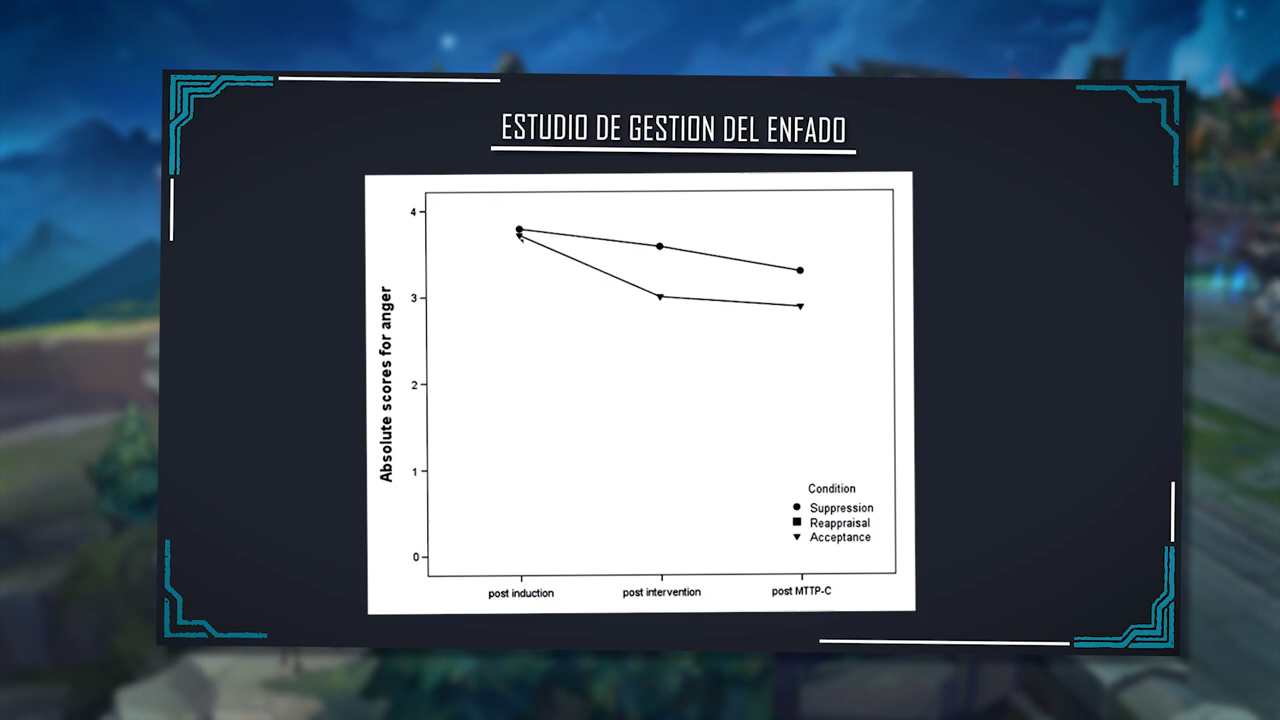 ESTUDIO DE GESTION DEL ENFADO
Absolute scores for anger
4
3
2
1
0
Condition
Suppression
Reappraisal
Acceptance
post induction
post intervention
post MTTP-C